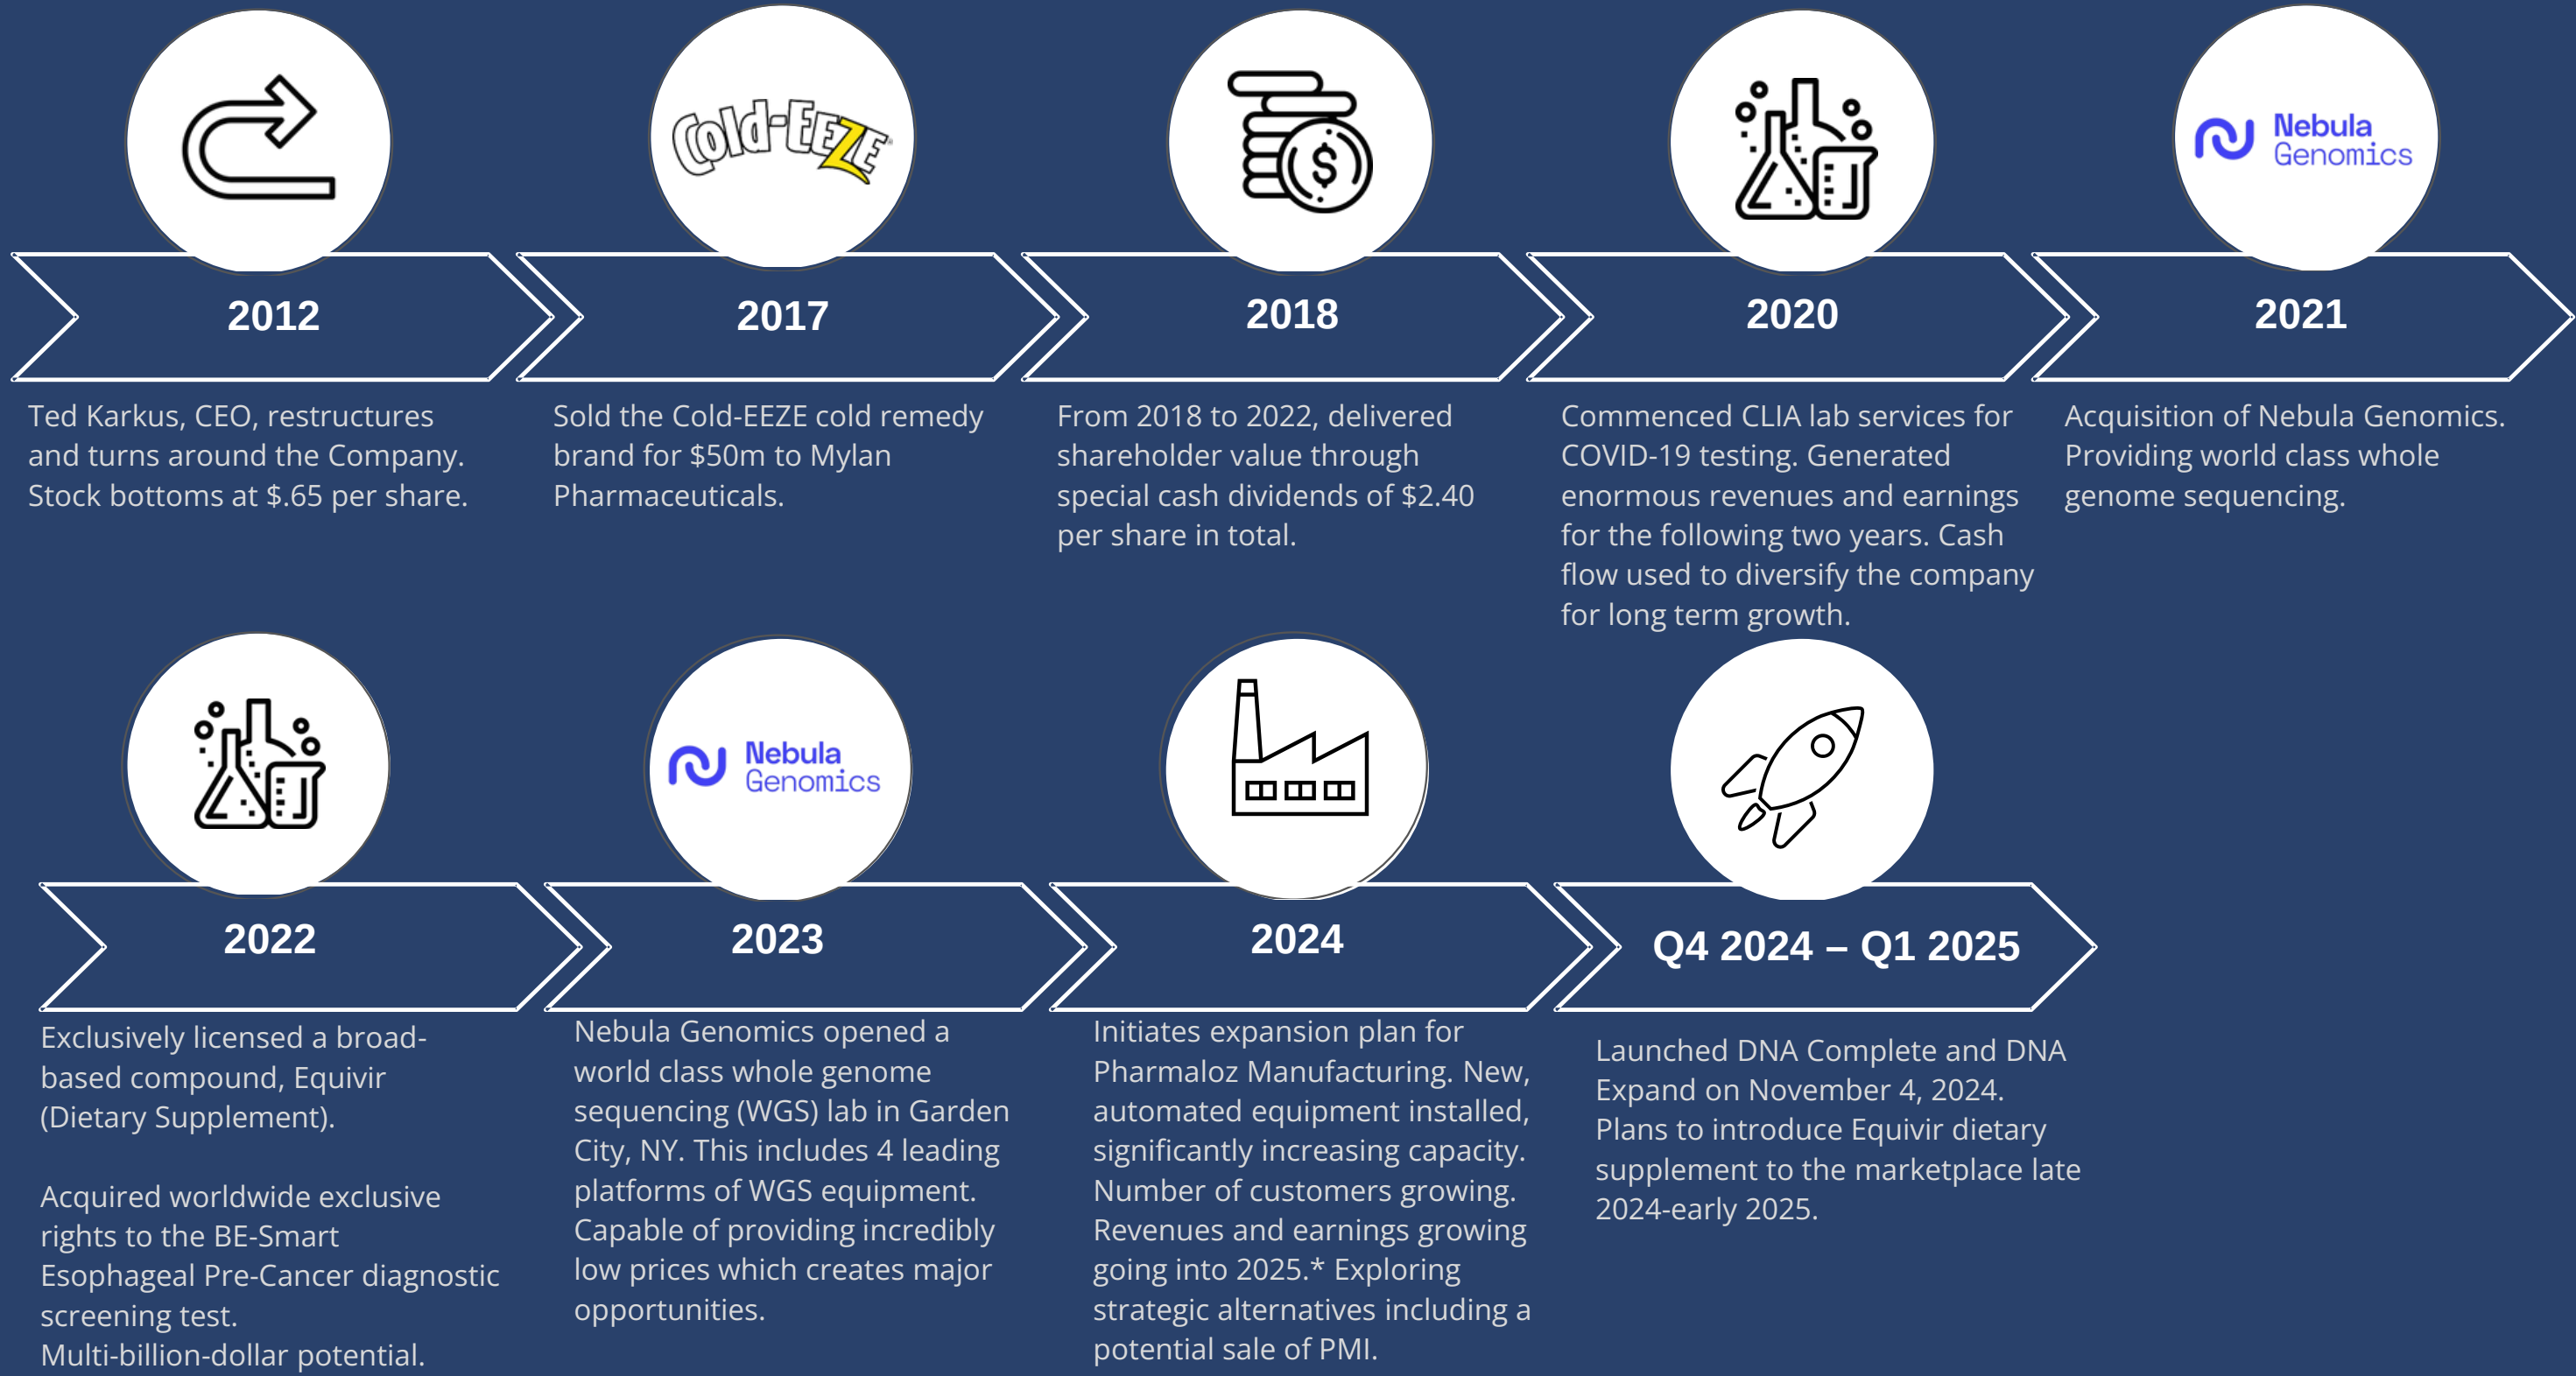 Cold-EEZE
Nebula
Genomics
2012
2017
2018
2020
2021
Ted Karkus, CEO, restructures
and turns around the Company.
Stock bottoms at $.65 per share.
Sold the Cold-EEZE cold remedy
brand for $50m to Mylan
Pharmaceuticals.
From 2018 to 2022, delivered
shareholder value through
special cash dividends of $2.40
per share in total.
Commenced CLIA lab services for
COVID-19 testing. Generated
enormous revenues and earnings
for the following two years. Cash
flow used to diversify the company
for long term growth.
Acquisition of Nebula Genomics.
Providing world class whole
genome sequencing.
Nebula
Genomics
2022
2023
2024
Q4 2024 – Q1 2025
Exclusively licensed a broad-
based compound, Equivir
(Dietary Supplement).
Acquired worldwide exclusive
rights to the BE-Smart
Esophageal Pre-Cancer diagnostic
screening test.
Multi-billion-dollar potential.
Nebula Genomics opened a
world class whole genome
sequencing (WGS) lab in Garden
City, NY. This includes 4 leading
platforms of WGS equipment.
Capable of providing incredibly
low prices which creates major
opportunities.
Initiates expansion plan for
Pharmaloz Manufacturing. New,
automated equipment installed,
significantly increasing capacity.
Number of customers growing.
Revenues and earnings growing
going into 2025.* Exploring
strategic alternatives including a
potential sale of PMI.
Launched DNA Complete and DNA
Expand on November 4, 2024.
Plans to introduce Equivir dietary
supplement to the marketplace late
2024-early 2025.